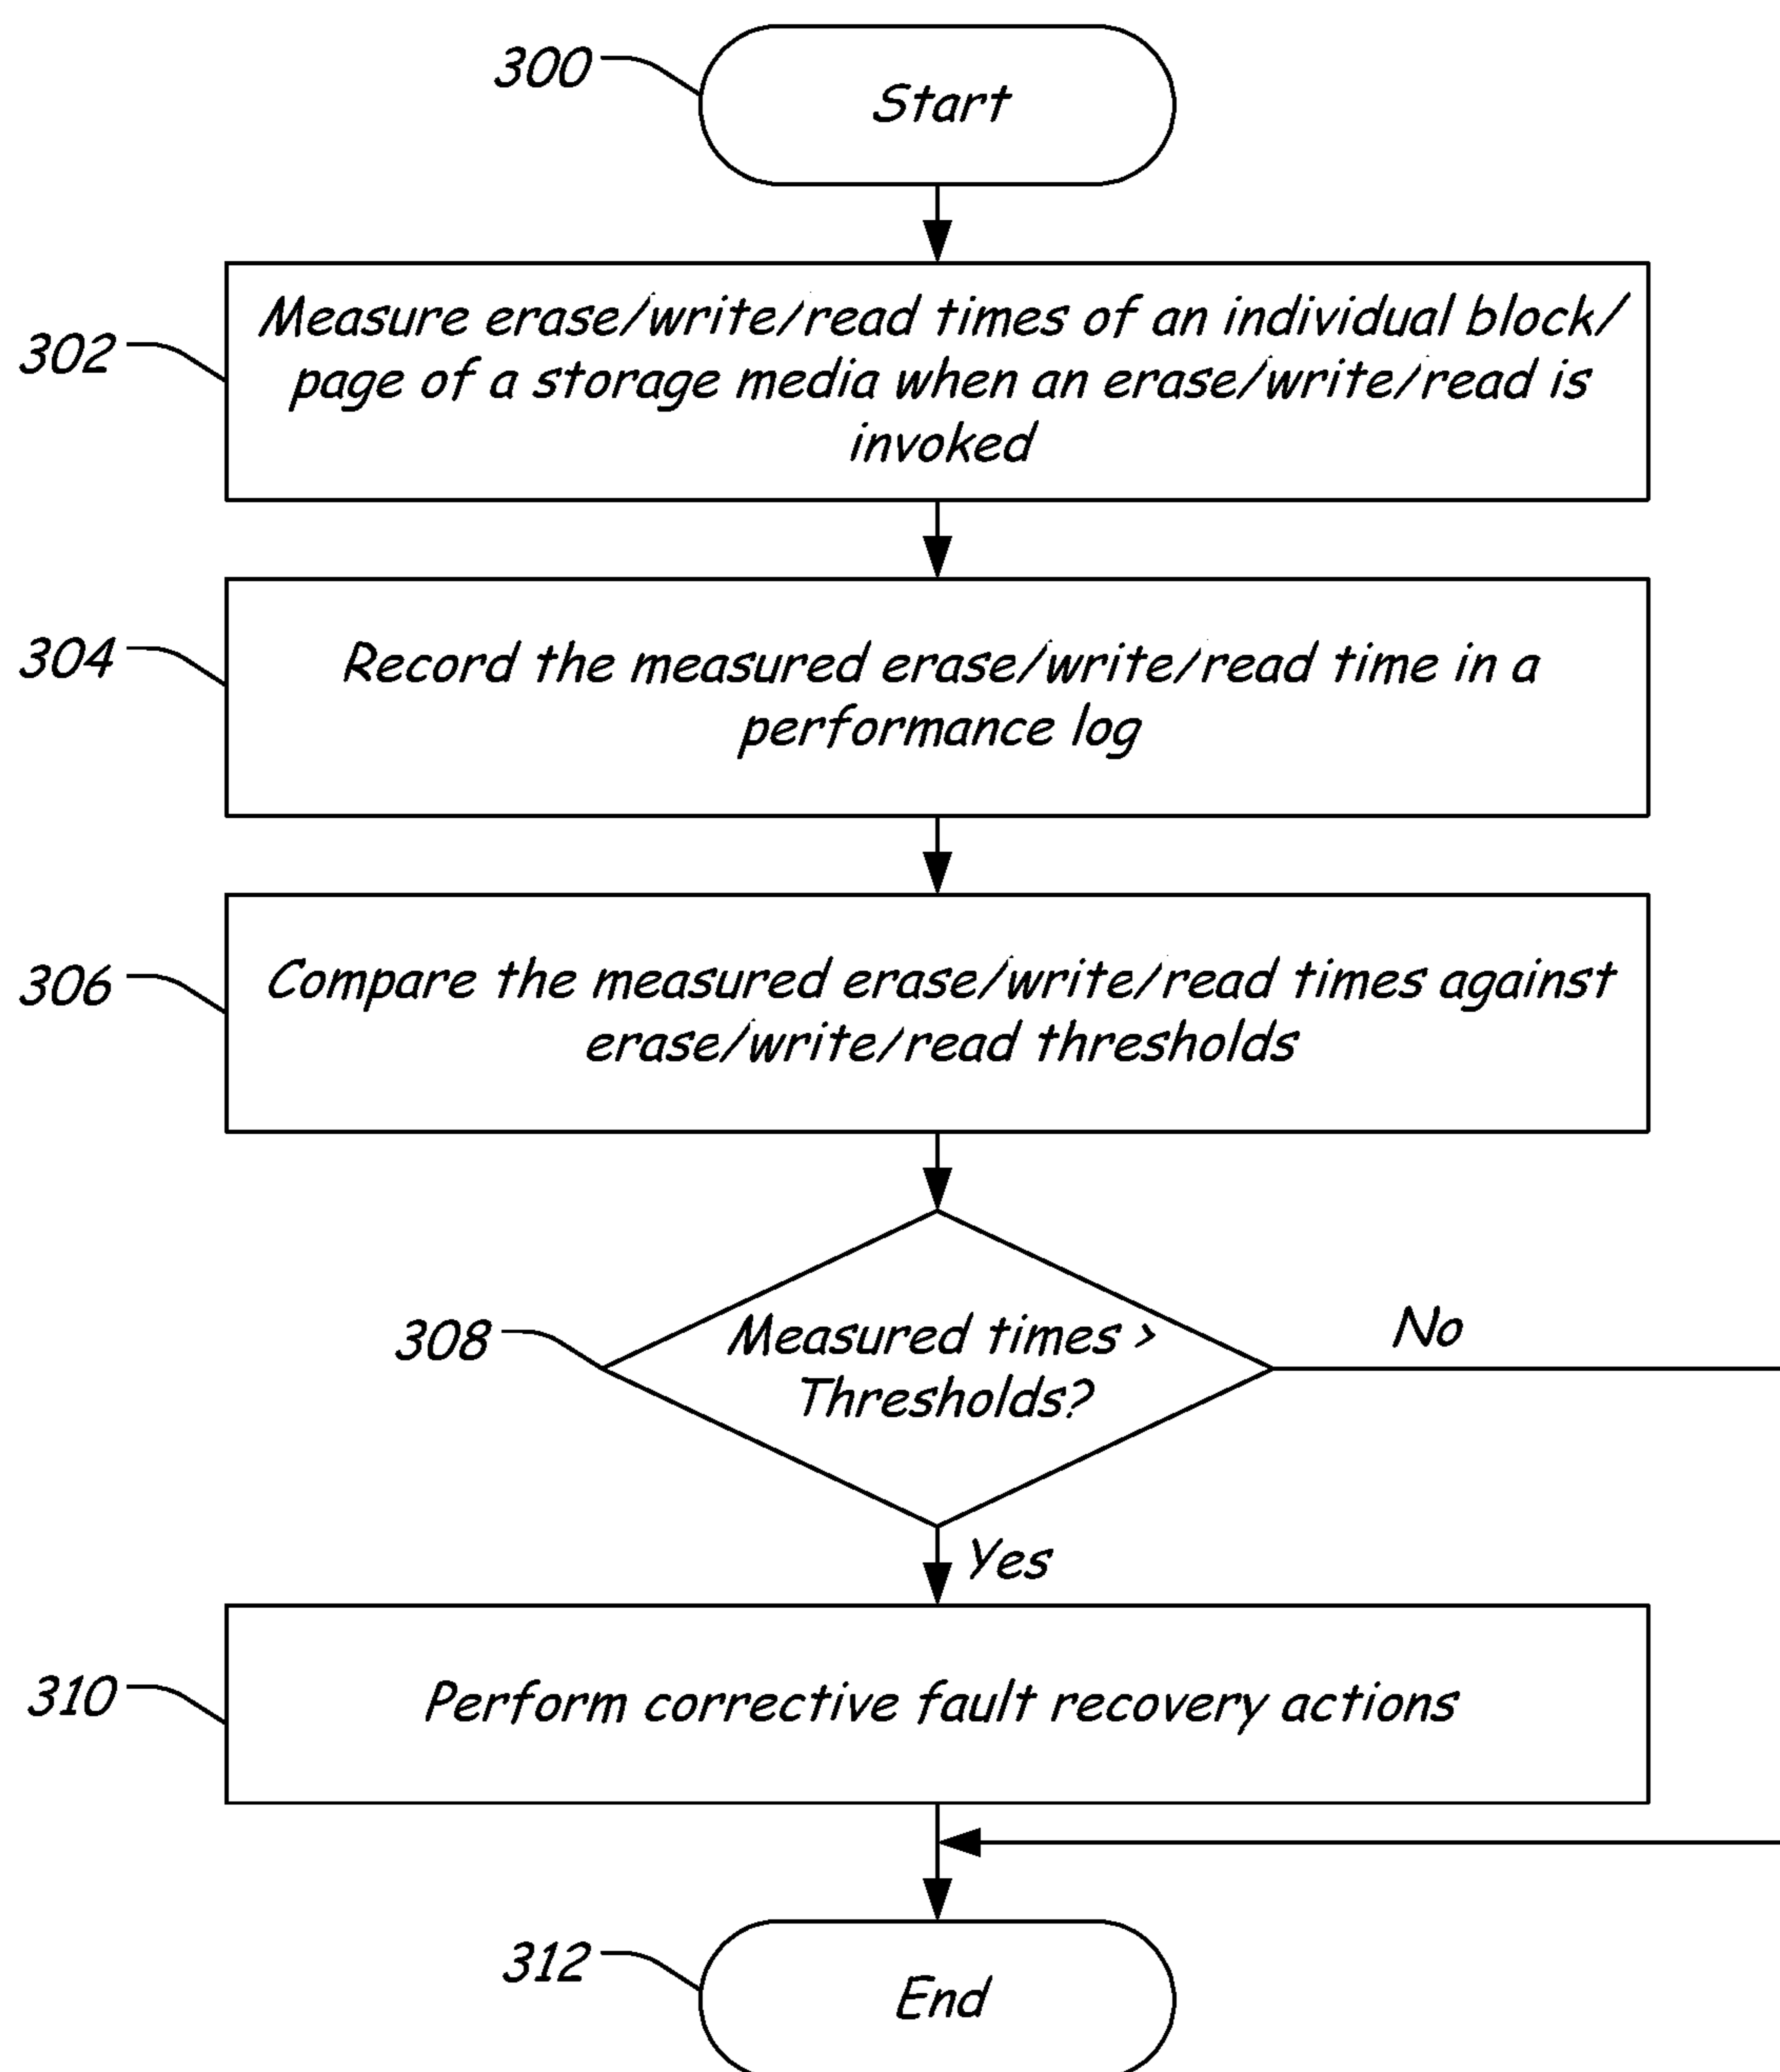 300
Start
302
Measure erase/write/read times of an individual block/
page of a storage media when an erase/write/read is
invoked
304
Record the measured erase/write/read time in a
performance log
306
Compare the measured erase/write/read times against
erase/write/read thresholds
308
Measured times >
Thresholds?
No
Yes
310
Perform corrective fault recovery actions
312
End